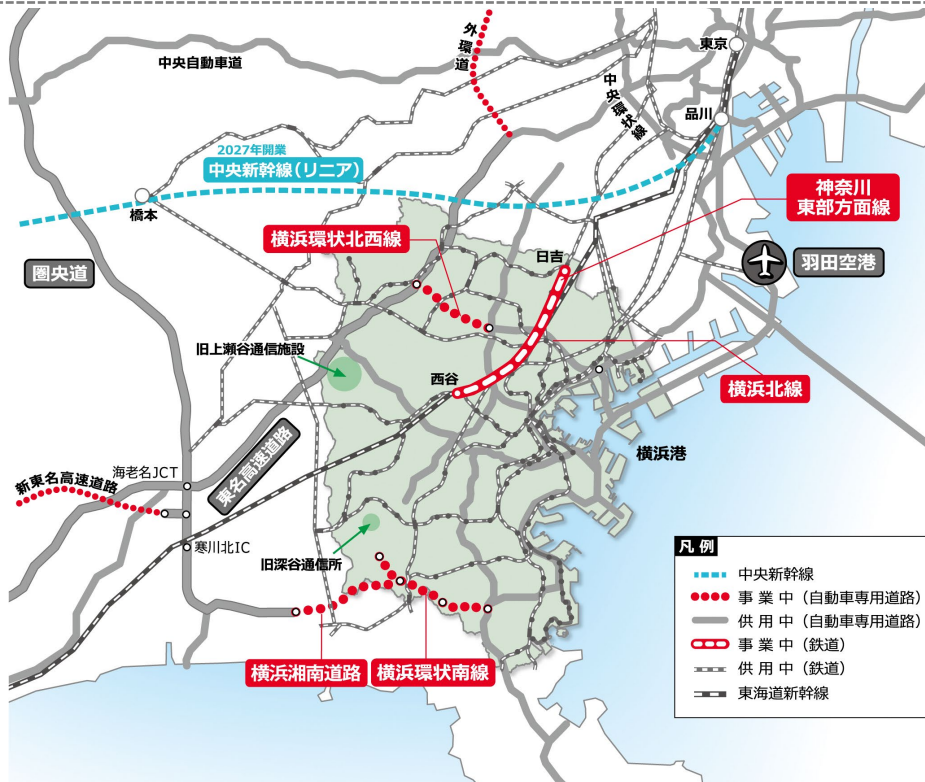 東京
外環道
中央自動車道
中央環状線
品川
2027年開業
中央新幹線(リニア)
橋本
神奈川
東部方面線
横浜環状北西線
日吉
羽田空港
圏央道
旧上瀬谷通信施設
西谷
横浜北線
横浜港
海老名JCT
東名高速道路
新東名高速道路
寒川北IC
旧深谷通信所
横浜湘南道路
横浜環状南線
凡例
中央新幹線
事業中(自動車専用道路)
供用中(自動車専用道路)
事業中(鉄道)
供用中(鉄道)
東海道新幹線